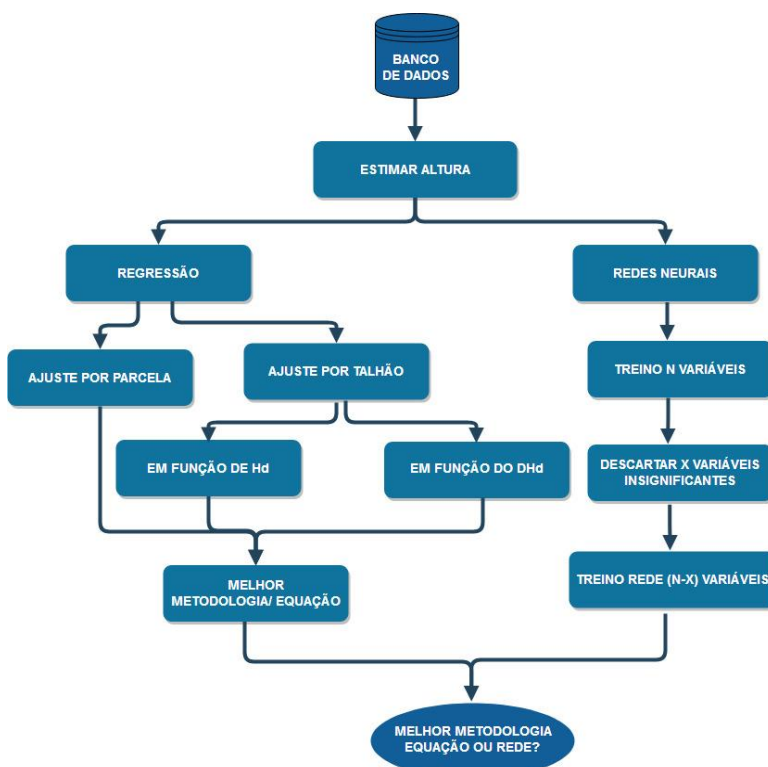 BANCO
DE DADOS
ESTIMAR ALTURA
REGRESSÃO
REDES NEURAIS
AJUSTE POR PARCELA
AJUSTE POR TALHÃO
TREINO N VARIÁVEIS
EM FUNÇÃO DE Hd
EM FUNÇÃO DO DHd
DESCARTAR X VARIÁVEIS
INSIGNIFICANTES
MELHOR
METODOLOGIA/ EQUAÇÃO
TREINO REDE (N-X) VARIÁVEIS
MELHOR METODOLOGIA
EQUAÇÃO OU REDE?